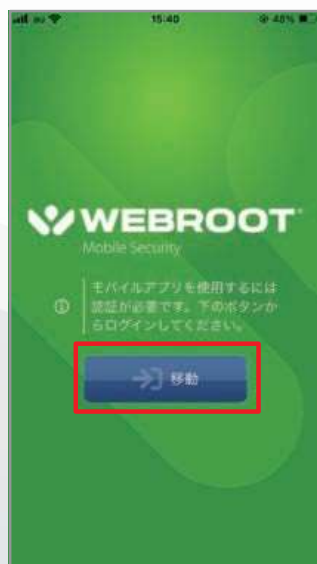 au 15:40 48%
WEBROOT
Mobile Security
モバイルアプリを使用するには
認証が必要です。下のボタンか
らログインしてください。
移動